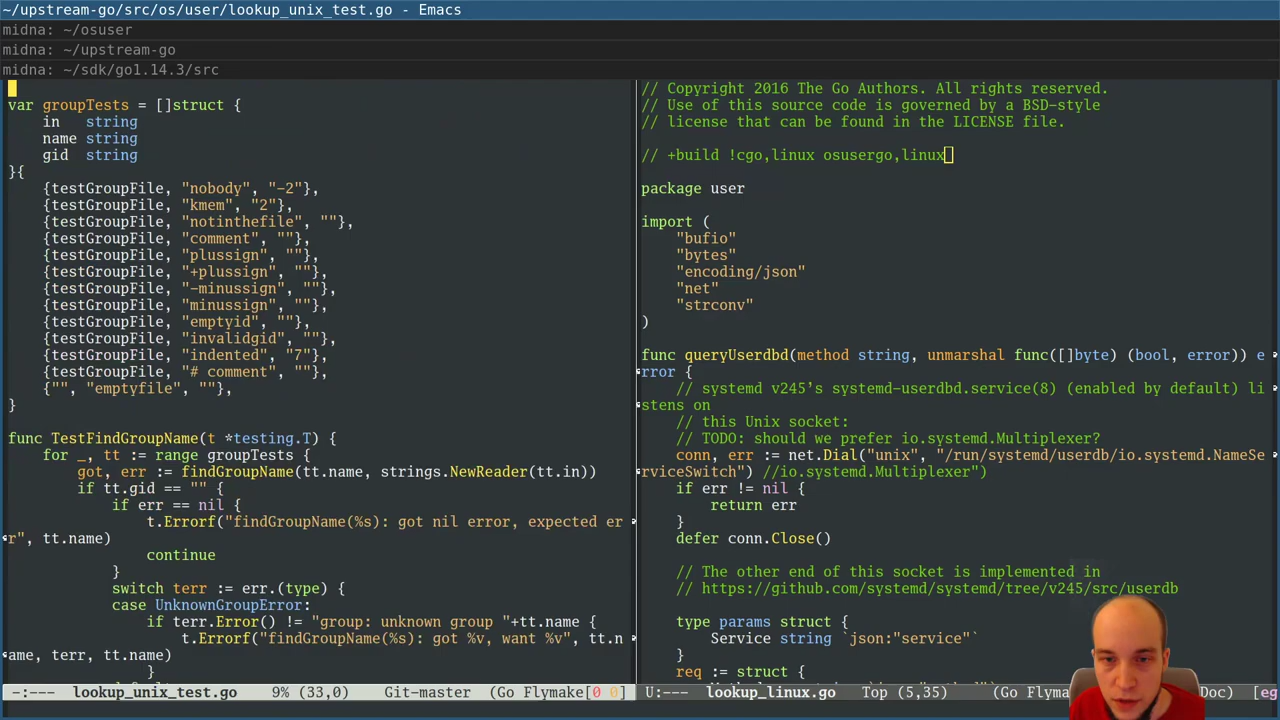 ~/upstream-go/src/os/user/lookup_unix_test.go - Emacs
midna: ~/osuser
midna: ~/upstream-go
midna: ~/sdk/go1.14.3/src
var groupTests = []struct {
in   string
name string
gid  string
}{
{testGroupFile, "nobody", "-2"},
{testGroupFile, "kmem", "2"},
{testGroupFile, "notinthefile", ""},
{testGroupFile, "comment", ""},
{testGroupFile, "plussign", ""},
{testGroupFile, "+plussign", ""},
{testGroupFile, "-minussign", ""},
{testGroupFile, "minussign", ""},
{testGroupFile, "emptyid", ""},
{testGroupFile, "invalidgid", ""},
{testGroupFile, "indented", "7"},
{testGroupFile, "# comment", ""},
{"", "emptyfile", ""},
}
func TestFindGroupName(t *testing.T) {
for _, tt := range groupTests {
got, err := findGroupName(tt.name, strings.NewReader(tt.in))
if tt.gid == "" {
if err == nil {
t.Errorf("findGroupName(%s): got nil error, expected er
r", tt.name)
continue
}
switch terr := err.(type) {
case UnknownGroupError:
if terr.Error() != "group: unknown group "+tt.name {
t.Errorf("findGroupName(%s): got %v, want %v", tt.n
ame, terr, tt.name)
}
-:---  lookup_unix_test.go    9% (33,0)    Git-master  (Go Flymake[0 0]
// Copyright 2016 The Go Authors. All rights reserved.
// Use of this source code is governed by a BSD-style
// license that can be found in the LICENSE file.
// +build !cgo,linux osusergo,linux
package user
import (
"bufio"
"bytes"
"encoding/json"
"net"
"strconv"
)
func queryUserdbd(method string, unmarshal func([]byte) (bool, error)) e
rror {
// systemd v245’s systemd-userdbd.service(8) (enabled by default) li
stens on
// this Unix socket:
// TODO: should we prefer io.systemd.Multiplexer?
conn, err := net.Dial("unix", "/run/systemd/userdb/io.systemd.NameSe
rviceSwitch") //io.systemd.Multiplexer")
if err != nil {
return err
}
defer conn.Close()
// The other end of this socket is implemented in
// https://github.com/systemd/systemd/tree/v245/src/userdb
type params struct {
Service string `json:"service"`
}
req := struct {
U:---  lookup_linux.go    Top (5,35)    (Go Flyma Doc) [eg